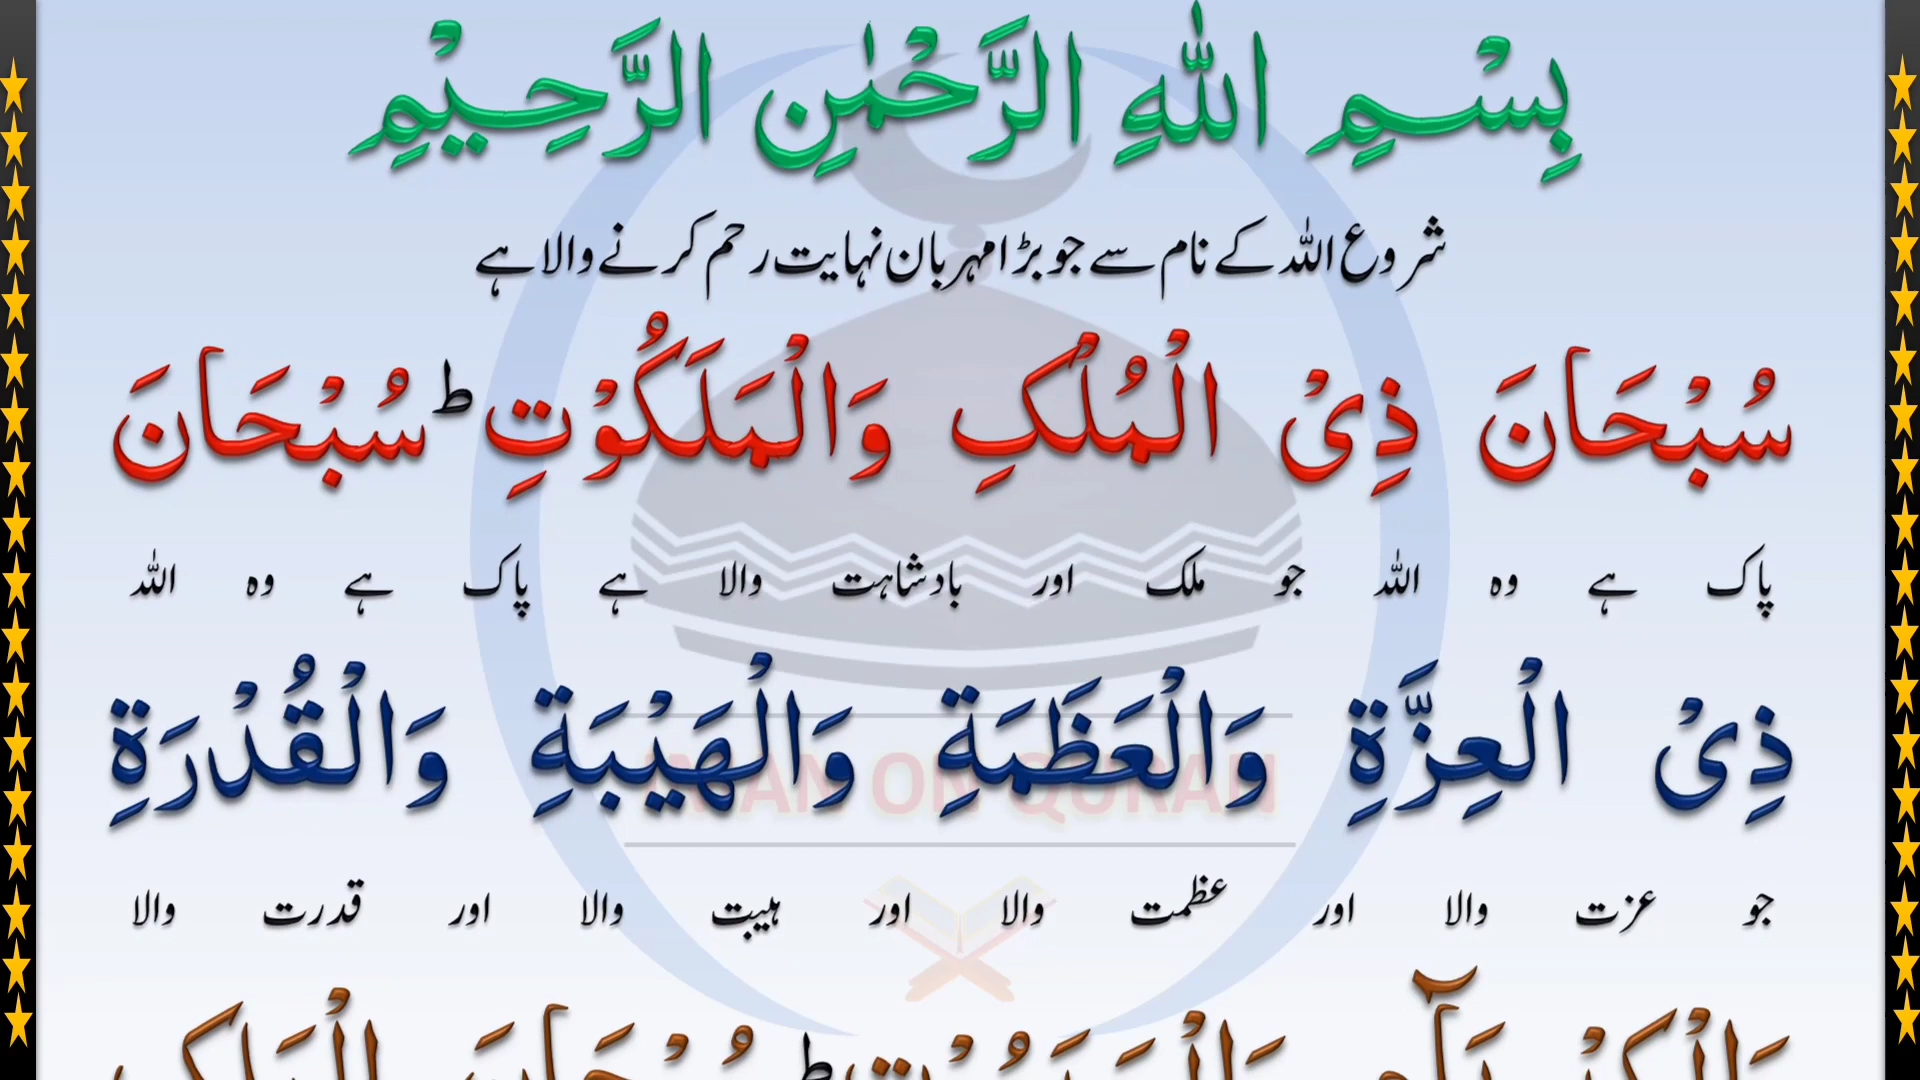 بِسْمِ اللّٰهِ الرَّحْمٰنِ الرَّحِيْمِ
شروع اللہ کے نام سے جو بڑا مہربان نہایت رحم کرنے والا ہے
سُبْحَانَ ذِی الْمُلْکِ وَالْمَلَکُوْتِ ط سُبْحَانَ
پاک ہے وہ اللہ جو ملک اور بادشاہت والا ہے پاک ہے وہ اللہ
ذِیْ الْعِزَّةِ وَالْعَظَمَةِ وَالْهَيْبَةِ وَالْقُدْرَةِ
جو عزت والا اور عظمت والا اور ہیبت والا اور قدرت والا
ON QURAN